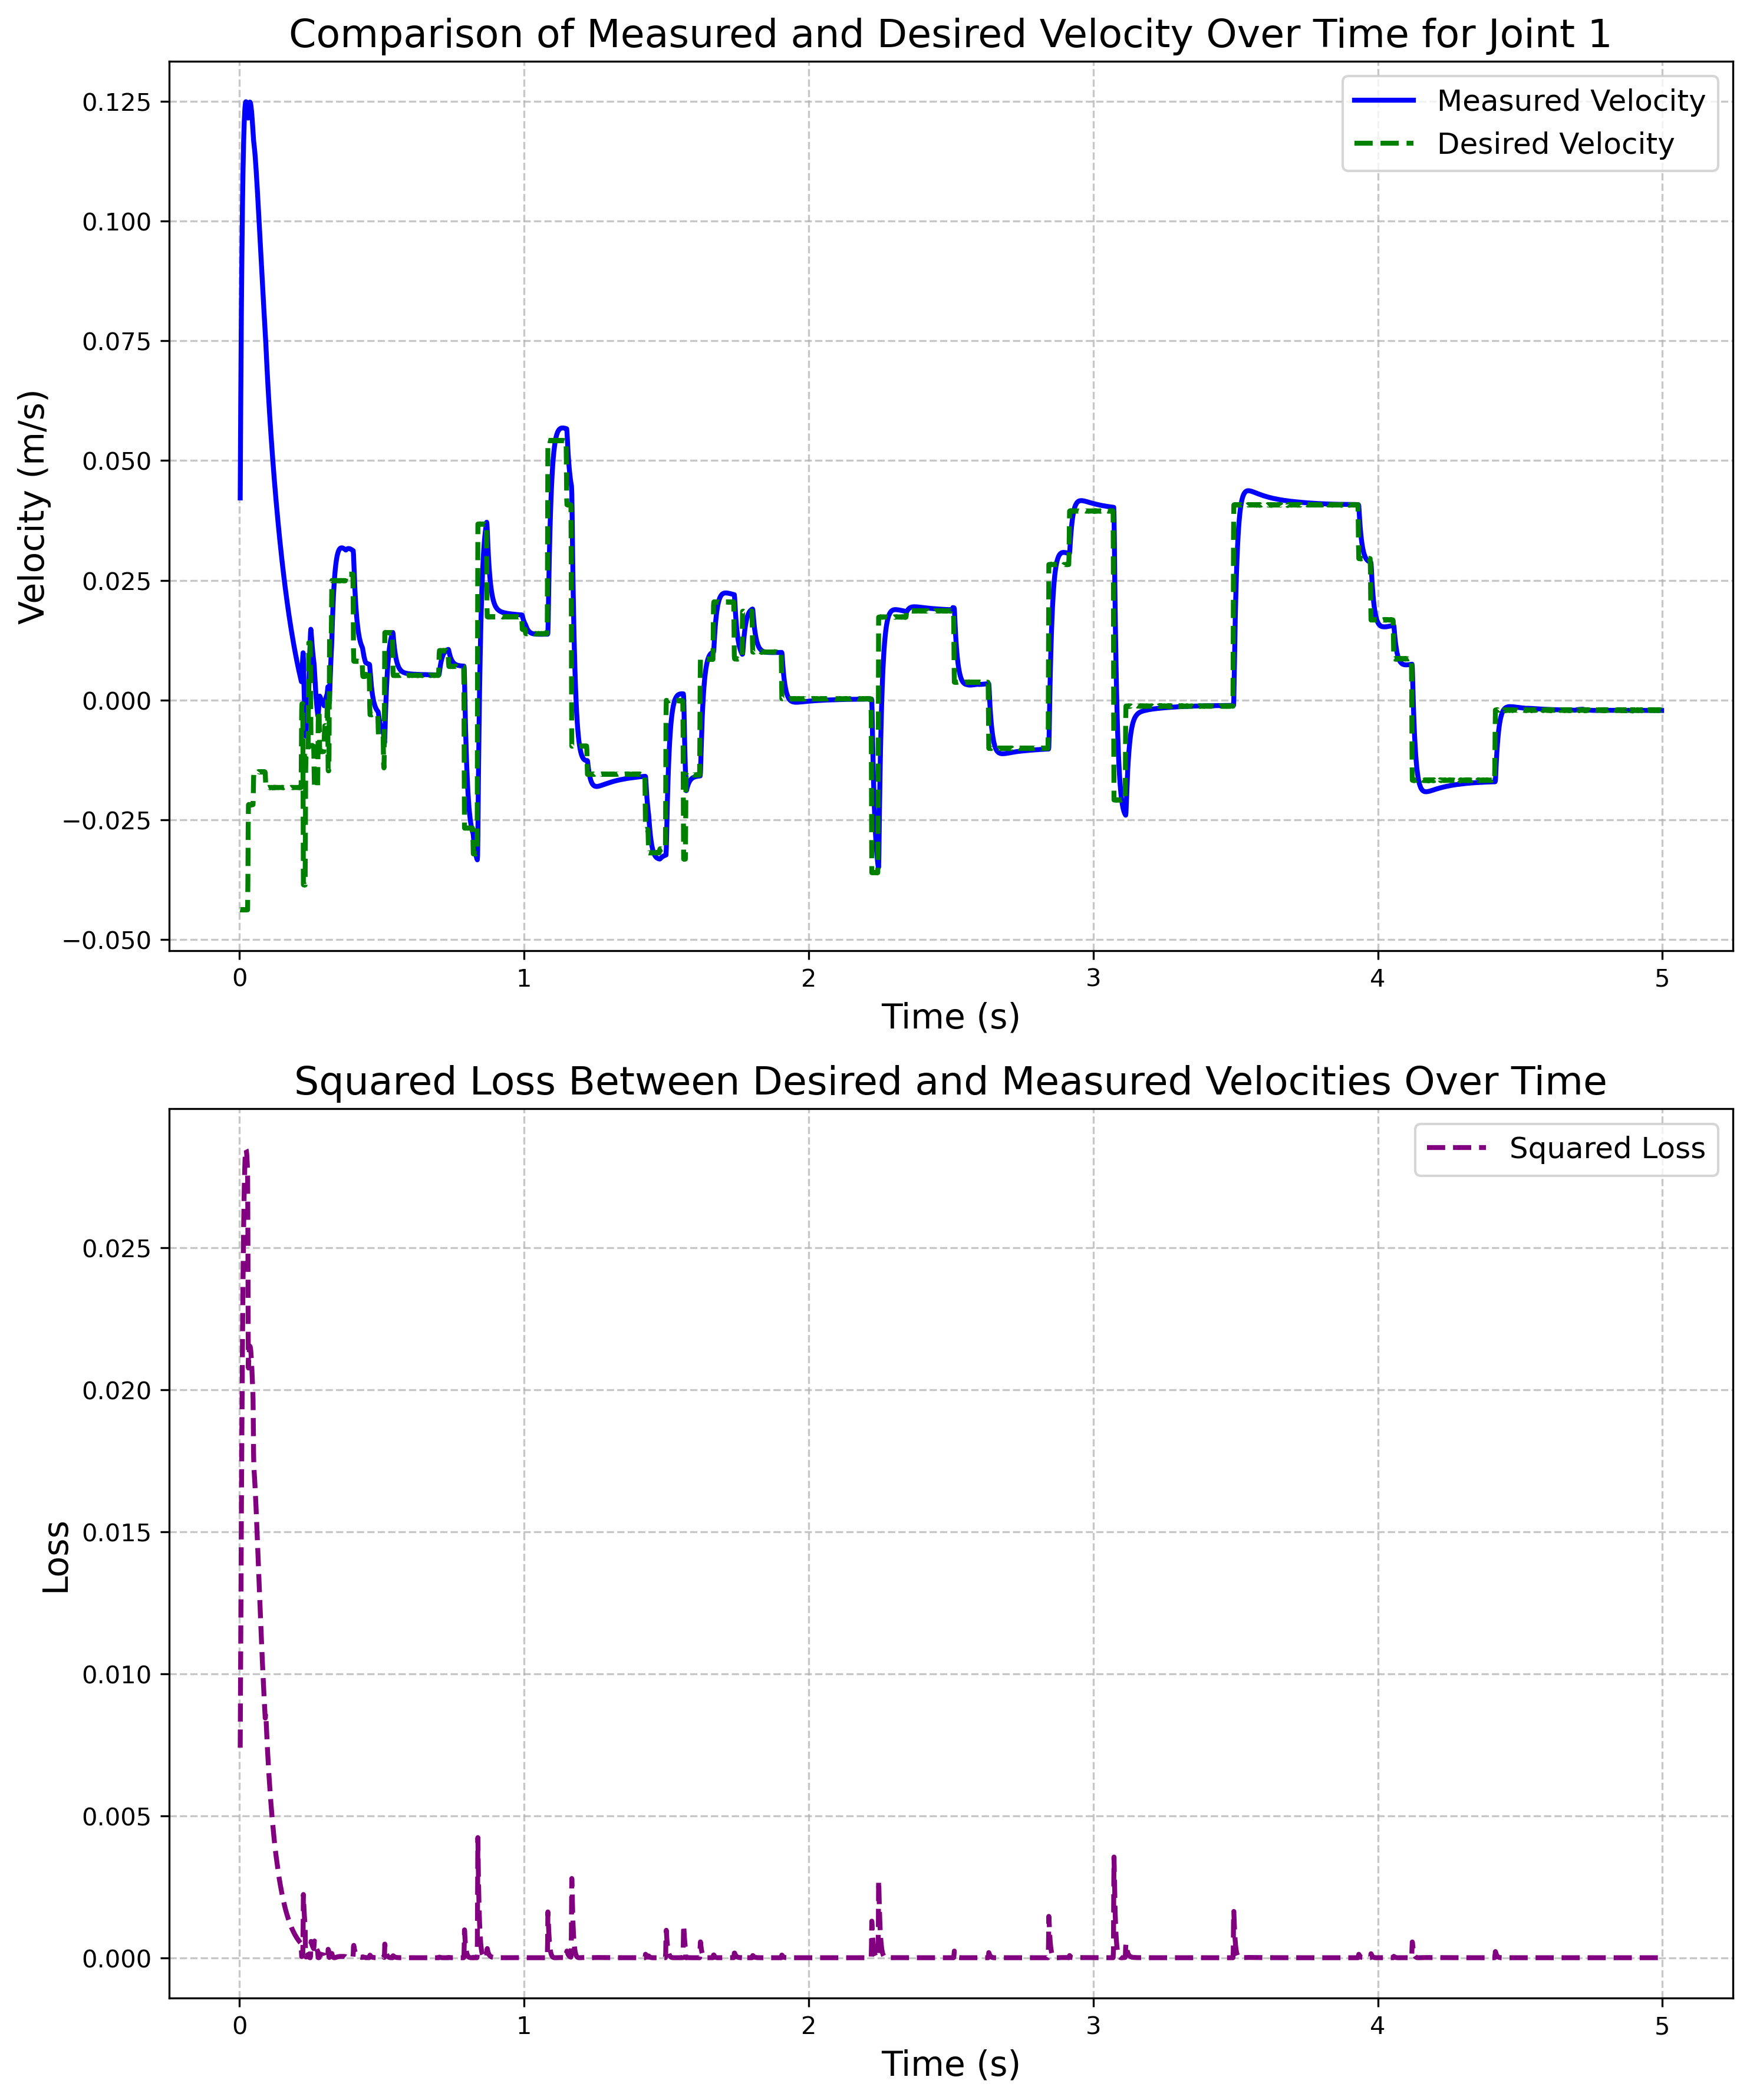 Comparison of Measured and Desired Velocity Over Time for Joint 1
Measured Velocity
Desired Velocity
0.125
0.100
0.075
0.050
0.025
0.000
−0.025
−0.050
Velocity (m/s)
0 1 2 3 4 5
Time (s)
Squared Loss Between Desired and Measured Velocities Over Time
Squared Loss
0.025
0.020
0.015
0.010
0.005
0.000
Loss
0 1 2 3 4 5
Time (s)